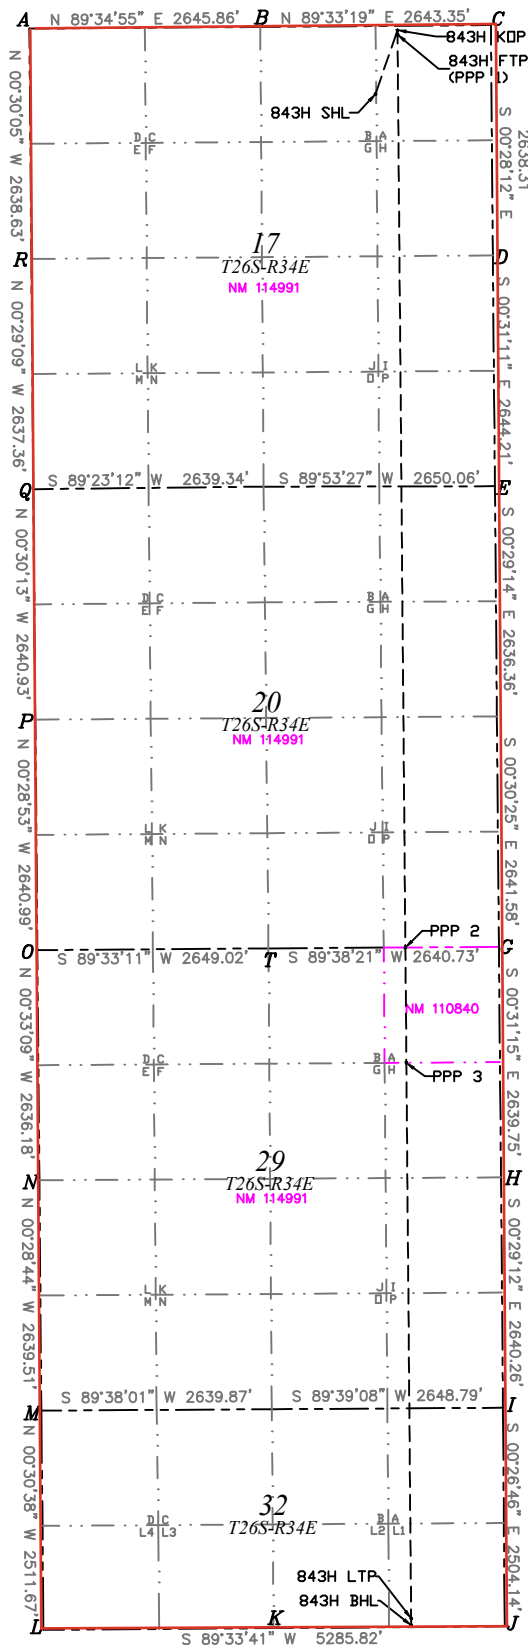 A N 89°34'55" E 2645.86' B N 89°33'19" E 2643.35' C
843H KOP
843H FTP
(PPP 1)
843H SHL
N 00°30'05" W 2638.63'
S 00°28'12" E
2638.31
D C
E F
B A
G H
17
T26S-R34E
NM 114991
R
D
N 00°29'09" W 2637.36'
S 00°31'11" E 2644.21'
L K
M N
J I
O P
Q S 89°23'12" W 2639.34' S 89°53'27" W 2650.06' E
N 00°30'13" W 2640.93'
S 00°29'14" E 2636.36'
D C
E F
B A
G H
20
T26S-R34E
NM 114991
P
N 00°28'53" W 2640.99'
S 00°30'25" E 2641.58'
L K
M N
J I
O P
PPP 2
O S 89°33'11" W 2649.02' T S 89°38'21" W 2640.73' G
N 00°33'09" W 2636.18'
S 00°31'15" E 2639.75'
NM 110840
D C
E F
B A
G H
PPP 3
29
T26S-R34E
NM 114991
N
H
N 00°28'44" W 2639.51'
S 00°29'12" E 2640.26'
L K
M N
J I
O P
S 89°38'01" W 2639.87' S 89°39'08" W 2648.79'
M
I
N 00°30'38" W 2511.67'
S 00°26'46" E 2504.14'
32
T26S-R34E
D C
L4 L3
B A
L2 L1
843H LTP
843H BHL
L K J
S 89°33'41" W 5285.82'